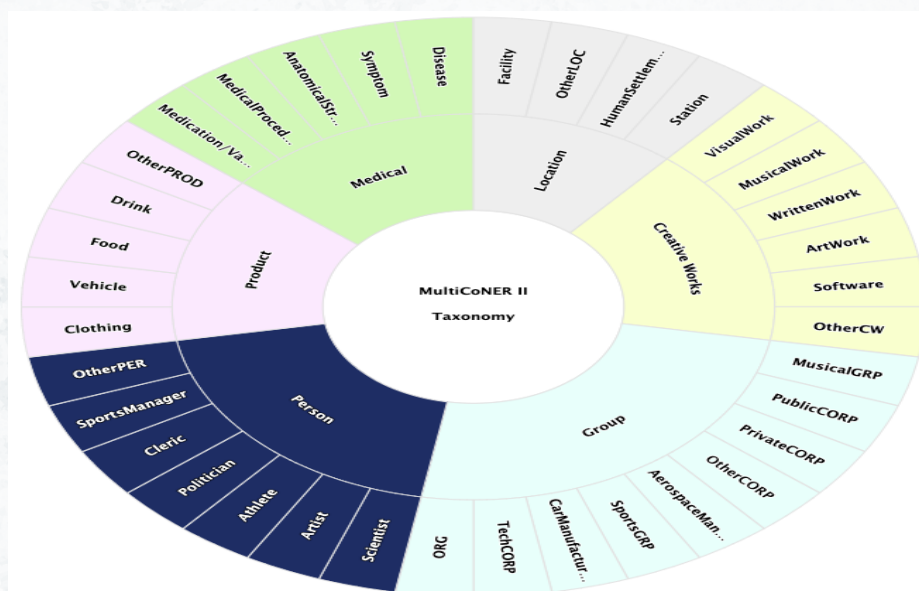 MultiCoNER II
Taxonomy
Location
Facility
OtherLOC
HumanSettlem...
Station
Creative Works
VisualWork
MusicalWork
WrittenWork
ArtWork
Software
OtherCW
Group
MusicalGRP
PublicCORP
PrivateCORP
OtherCORP
AerospaceMan...
SportsGRP
CarManufactur...
TechCORP
ORG
Person
Scientist
Artist
Athlete
Politician
Cleric
SportsManager
OtherPER
Product
Clothing
Vehicle
Food
Drink
OtherPROD
Medical
Medication/Va...
MedicalProced...
AnatomicalStr...
Symptom
Disease